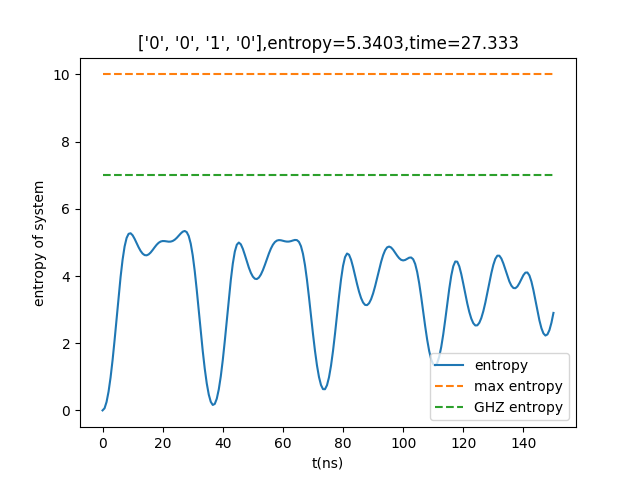 ['0', '0', '1', '0'],entropy=5.3403,time=27.333
entropy of system
10
8
6
4
2
0
0 20 40 60 80 100 120 140
t(ns)
entropy
max entropy
GHZ entropy